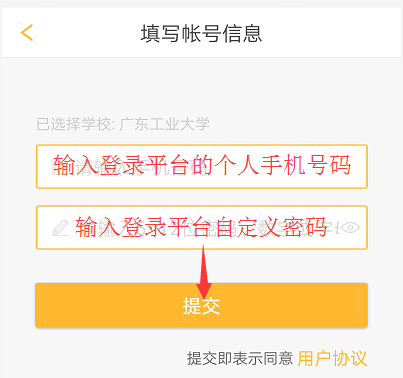 填写帐号信息
已选择学校: 广东工业大学
输入登录平台的个人手机号码
输入登录平台自定义密码
提交
提交即表示同意 用户协议